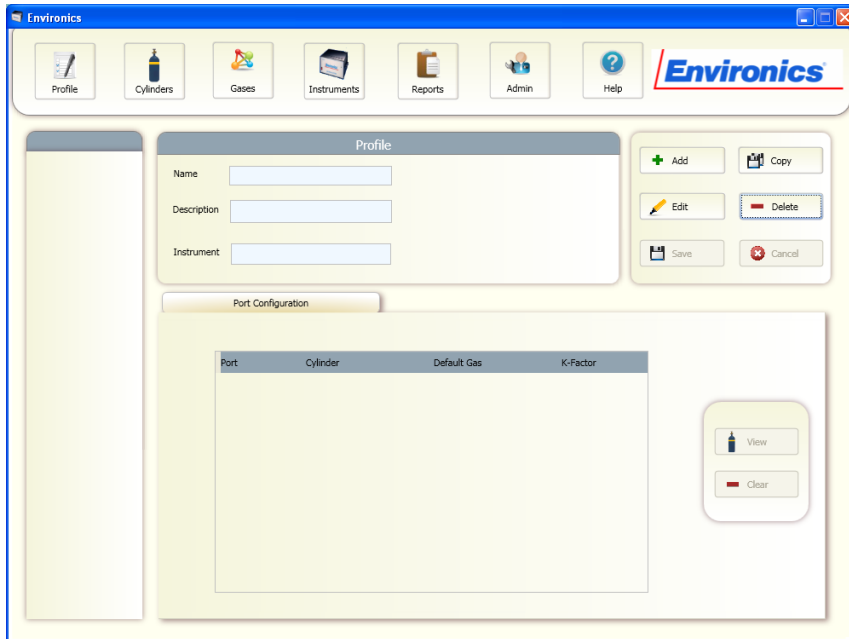 Environics
Profile
Cylinders
Gases
Instruments
Reports
Admin
Help
Environics
Profile
Name
Description
Instrument
Add
Copy
Edit
Delete
Save
Cancel
Port Configuration
Port Cylinder Default Gas K-Factor
View
Clear